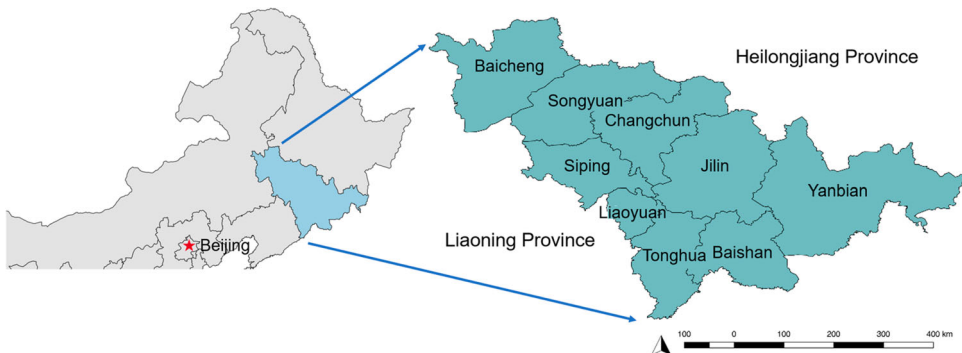 Heilongjiang Province
Baicheng
Songyuan
Changchun
Siping
Jilin
Yanbian
Liaoyuan
Liaoning Province
Beijing
Tonghua
Baishan
100 0 100 200 300 400 km